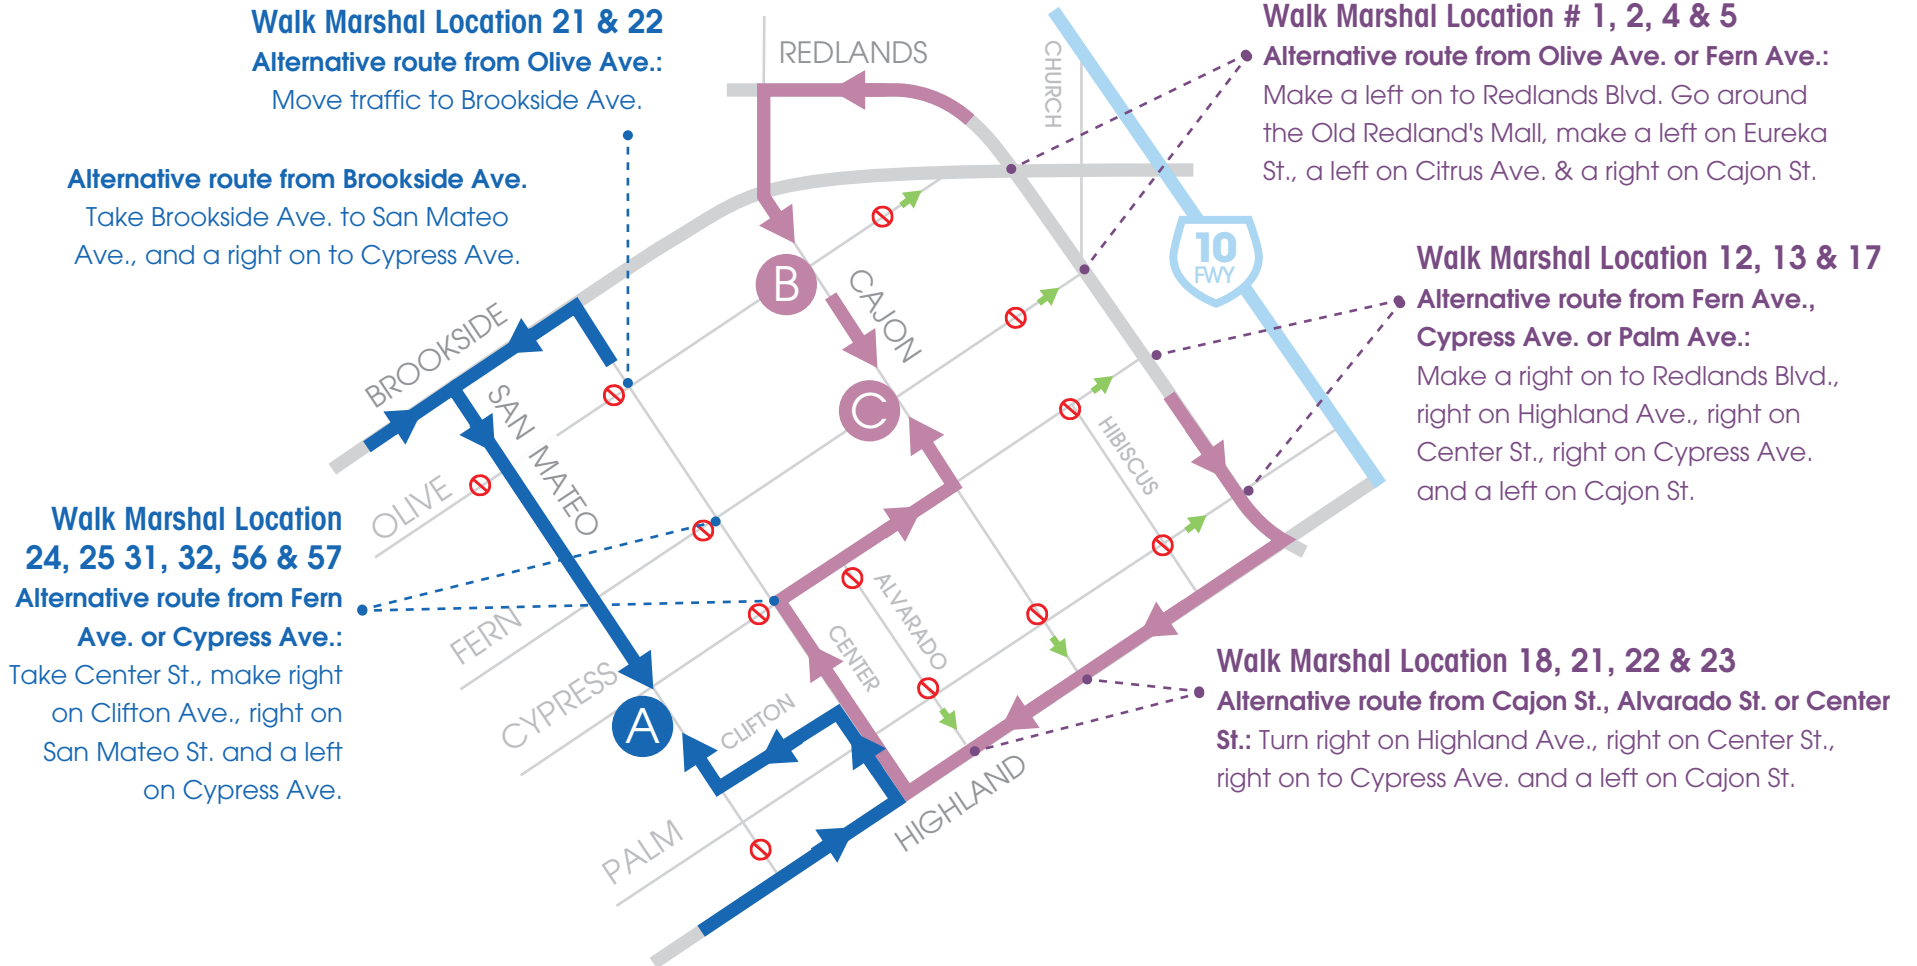 Walk Marshal Location 21 & 22
Alternative route from Olive Ave.:
Move traffic to Brookside Ave.
Alternative route from Brookside Ave.
Take Brookside Ave. to San Mateo
Ave., and a right on to Cypress Ave.
Walk Marshal Location
24, 25 31, 32, 56 & 57
Alternative route from Fern
Ave. or Cypress Ave.:
Take Center St., make right
on Clifton Ave., right on
San Mateo St. and a left
on Cypress Ave.
REDLANDS
CHURCH
10
FWY
B
CAJON
C
BROOKSIDE
SAN MATEO
OLIVE
HIBISCUS
FERN
ALVARADO
CENTER
CYPRESS
CLIFTON
A
PALM
HIGHLAND
Walk Marshal Location # 1, 2, 4 & 5
Alternative route from Olive Ave. or Fern Ave.:
Make a left on to Redlands Blvd. Go around
the Old Redland's Mall, make a left on Eureka
St., a left on Citrus Ave. & a right on Cajon St.
Walk Marshal Location 12, 13 & 17
Alternative route from Fern Ave.,
Cypress Ave. or Palm Ave.:
Make a right on to Redlands Blvd.,
right on Highland Ave., right on
Center St., right on Cypress Ave.
and a left on Cajon St.
Walk Marshal Location 18, 21, 22 & 23
Alternative route from Cajon St., Alvarado St. or Center
St.: Turn right on Highland Ave., right on Center St.,
right on to Cypress Ave. and a left on Cajon St.